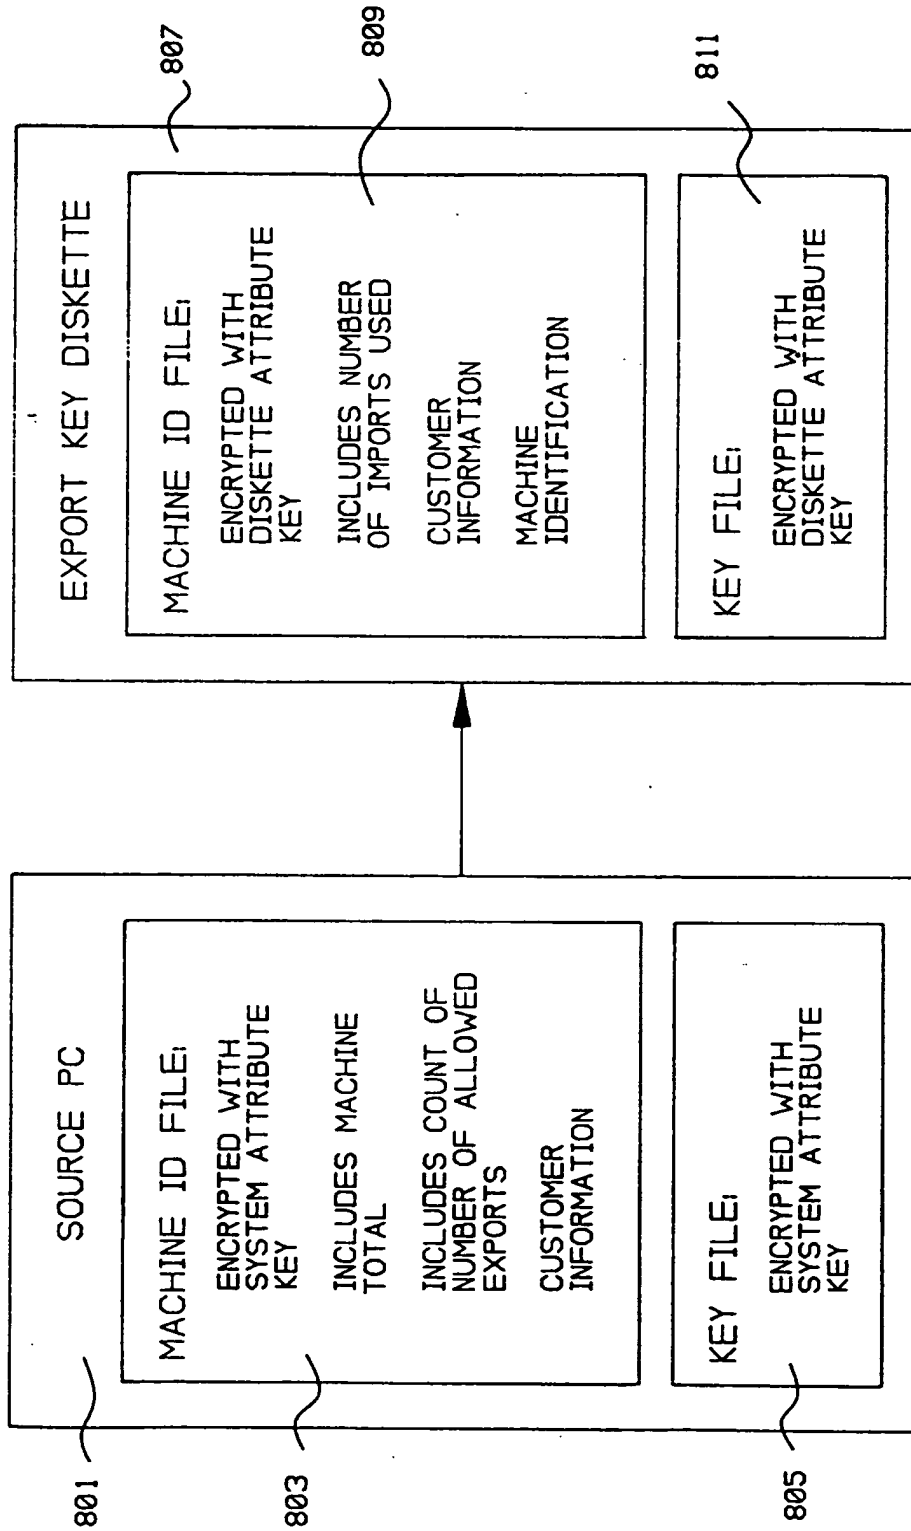 801
SOURCE PC
803
MACHINE ID FILE:
ENCRYPTED WITH
SYSTEM ATTRIBUTE
KEY
INCLUDES MACHINE
TOTAL
INCLUDES COUNT OF
NUMBER OF ALLOWED
EXPORTS
CUSTOMER
INFORMATION
805
KEY FILE:
ENCRYPTED WITH
SYSTEM ATTRIBUTE
KEY
807
EXPORT KEY DISKETTE
809
MACHINE ID FILE:
ENCRYPTED WITH
DISKETTE ATTRIBUTE
KEY
INCLUDES NUMBER
OF IMPORTS USED
CUSTOMER
INFORMATION
MACHINE
IDENTIFICATION
811
KEY FILE:
ENCRYPTED WITH
DISKETTE ATTRIBUTE
KEY